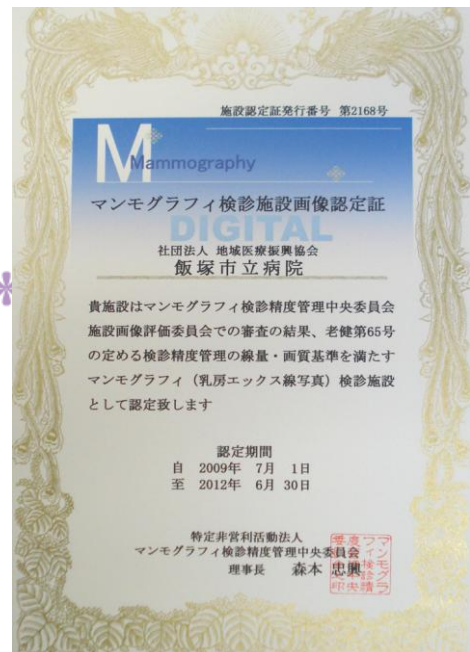 施設認定証発行番号 第2168号
Mammography
マンモグラフィ検診施設画像認定証
DIGITAL
社団法人 地域医療振興協会
飯塚市立病院
貴施設はマンモグラフィ検診精度管理中央委員会
施設画像評価委員会での審査の結果、老健第65号
の定める検診精度管理の線量・画質基準を満たす
マンモグラフィ（乳房エックス線写真）検診施設
として認定致します
認定期間
自 2009年 7月 1日
至 2012年 6月 30日
特定非営利活動法人
マンモグラフィ検診精度管理中央委員会
理事長 森本 忠興